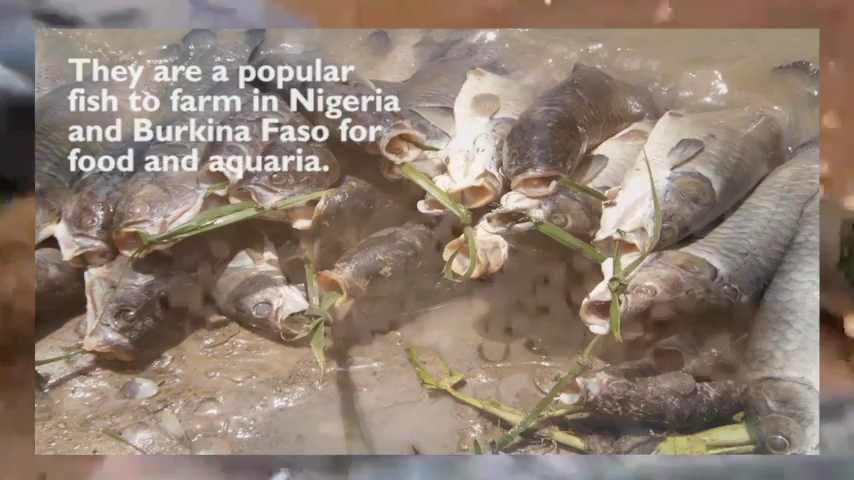 They are a popular
fish to farm in Nigeria
and Burkina Faso for
food and aquaria.